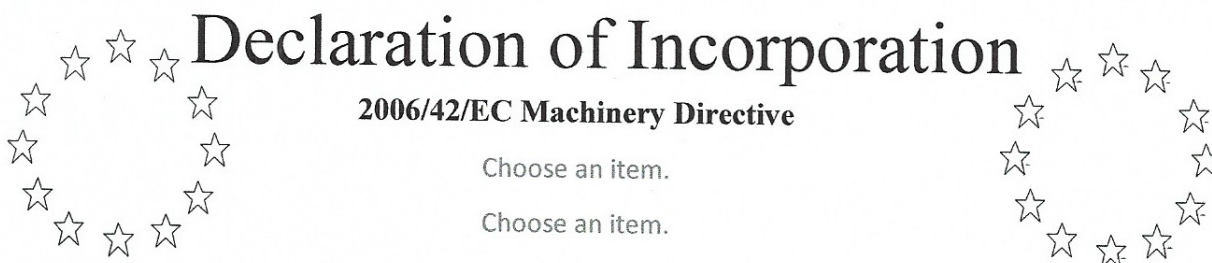 Declaration of Incorporation
2006/42/EC Machinery Directive
Choose an item.
Choose an item.